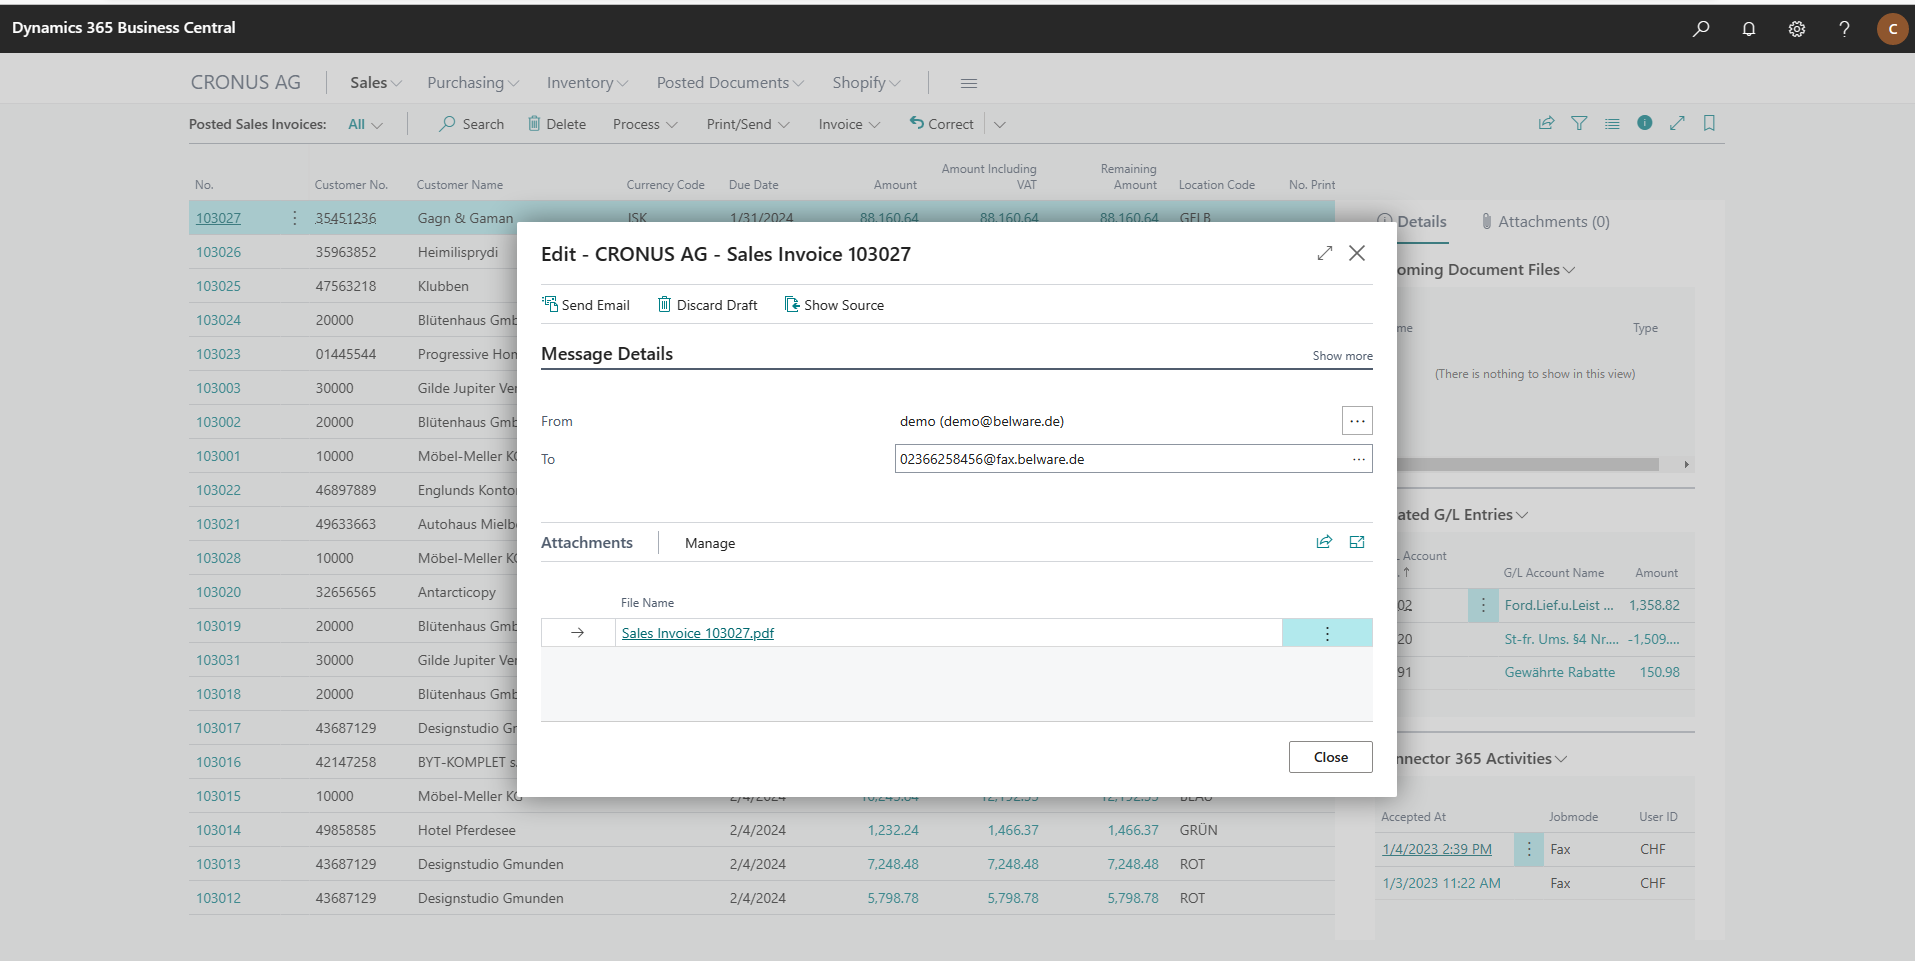 Dynamics 365 Business Central
C
CRONUS AG Sales Purchasing Inventory Posted Documents Shopify
Posted Sales Invoices: All Search Delete Process Print/Send Invoice Correct
No. Customer No. Customer Name Currency Code Due Date Amount Amount Including VAT Remaining Amount Location Code No. Print
103027 35451236 Gagn & Gaman ISK 1/31/2024 88,160.64 88,160.64 88,160.64 GELB
103026 35963852 Heimilisprydi
103025 47563218 Klubben
103024 20000 Blütenhaus Gmb
103023 01445544 Progressive Hom
103003 30000 Gilde Jupiter Ver
103002 20000 Blütenhaus Gmb
103001 10000 Möbel-Meller KG
103022 46897889 Englunds Kontor
103021 49633663 Autohaus Mielbe
103028 10000 Möbel-Meller KG
103020 32656565 Antarcticopy
103019 20000 Blütenhaus Gmb
103031 30000 Gilde Jupiter Ver
103018 20000 Blütenhaus Gmb
103017 43687129 Designstudio Gm
103016 42147258 BYT-KOMPLET s.
103015 10000 Möbel-Meller KG 2/4/2024 BLAU
103014 49858585 Hotel Pferdesee 2/4/2024 1,232.24 1,466.37 1,466.37 GRÜN
103013 43687129 Designstudio Gmunden 2/4/2024 7,248.48 7,248.48 7,248.48 ROT
103012 43687129 Designstudio Gmunden 2/4/2024 5,798.78 5,798.78 5,798.78 ROT
Edit - CRONUS AG - Sales Invoice 103027
Send Email Discard Draft Show Source
Message Details Show more
From demo (demo@belware.de)
To 02366258456@fax.belware.de
Attachments Manage
File Name
Sales Invoice 103027.pdf
Close
Details Attachments (0)
oming Document Files
me Type
(There is nothing to show in this view)
ated G/L Entries
Account
G/L Account Name Amount
02 Ford.Lief.u.Leist ... 1,358.82
20 St-fr. Ums. §4 Nr.... -1,509....
91 Gewährte Rabatte 150.98
nnector 365 Activities
Accepted At Jobmode User ID
1/4/2023 2:39 PM Fax CHF
1/3/2023 11:22 AM Fax CHF